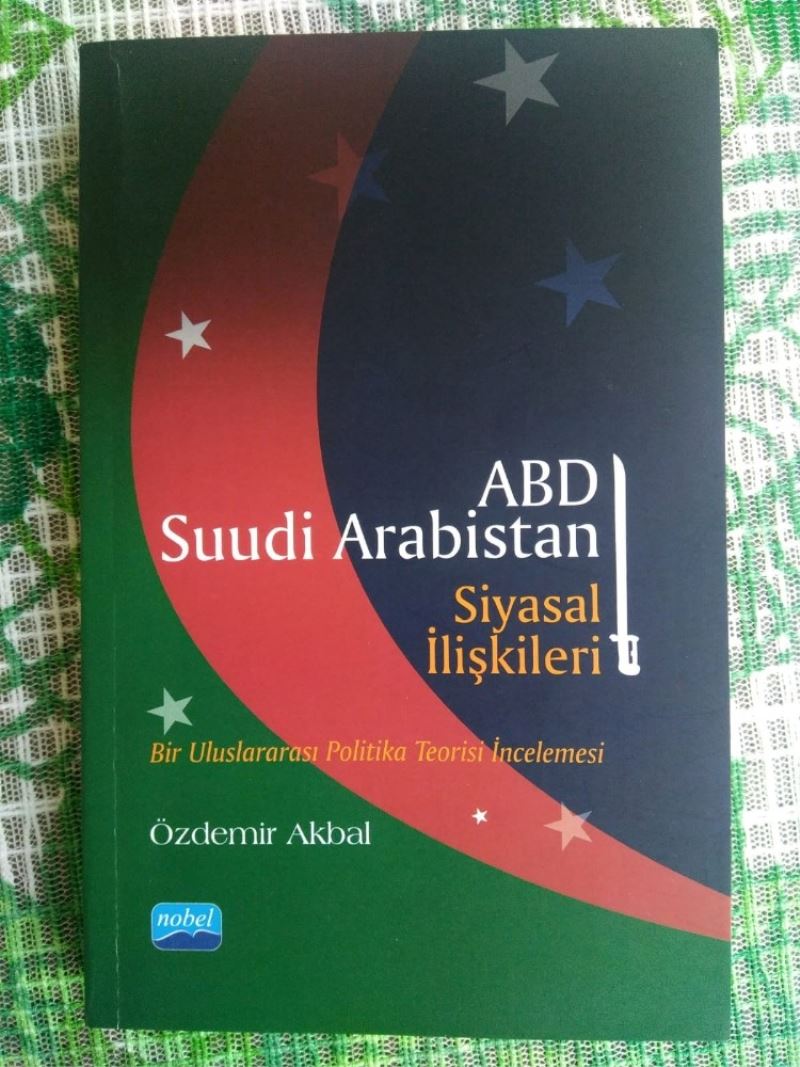 ABD
Suudi Arabistan
Siyasal
İlişkileri
Bir Uluslararası Politika Teorisi İncelemesi
Özdemir Akbal
nobel